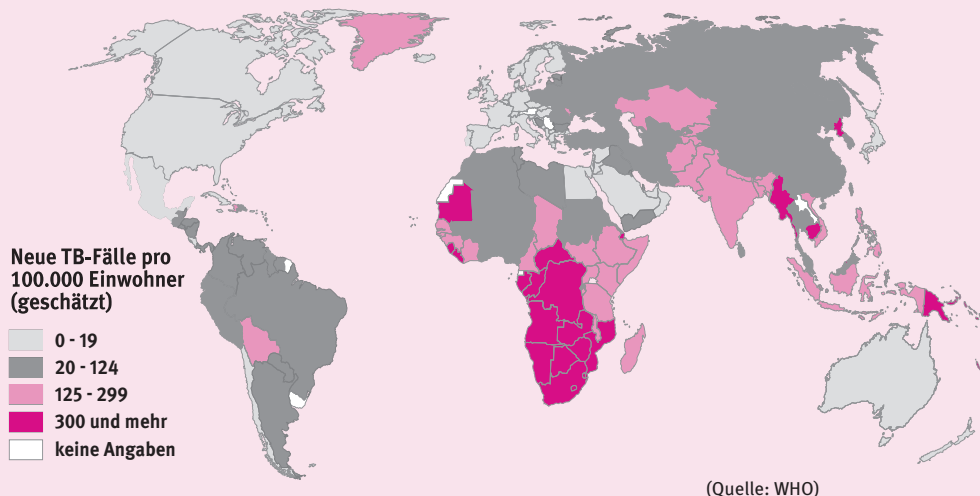 Neue TB-Fälle pro
100.000 Einwohner
(geschätzt)
0 - 19
20 - 124
125 - 299
300 und mehr
keine Angaben
(Quelle: WHO)